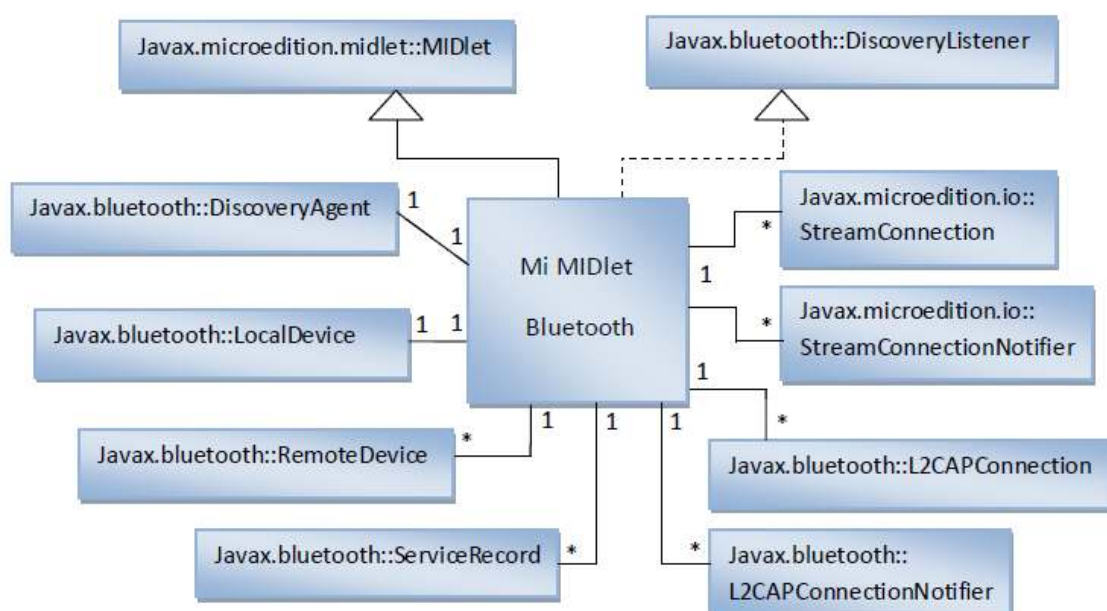 Javax.microedition.midlet::MIDlet
Javax.bluetooth::DiscoveryListener
Javax.bluetooth::DiscoveryAgent
1
1
Javax.microedition.io::
StreamConnection
*
1
Mi MIDlet
Bluetooth
Javax.bluetooth::LocalDevice
1
1
Javax.microedition.io::
StreamConnectionNotifier
*
Javax.bluetooth::RemoteDevice
*
1
1
1
1
*
Javax.bluetooth::L2CAPConnection
Javax.bluetooth::ServiceRecord
*
*
Javax.bluetooth::
L2CAPConnectionNotifier